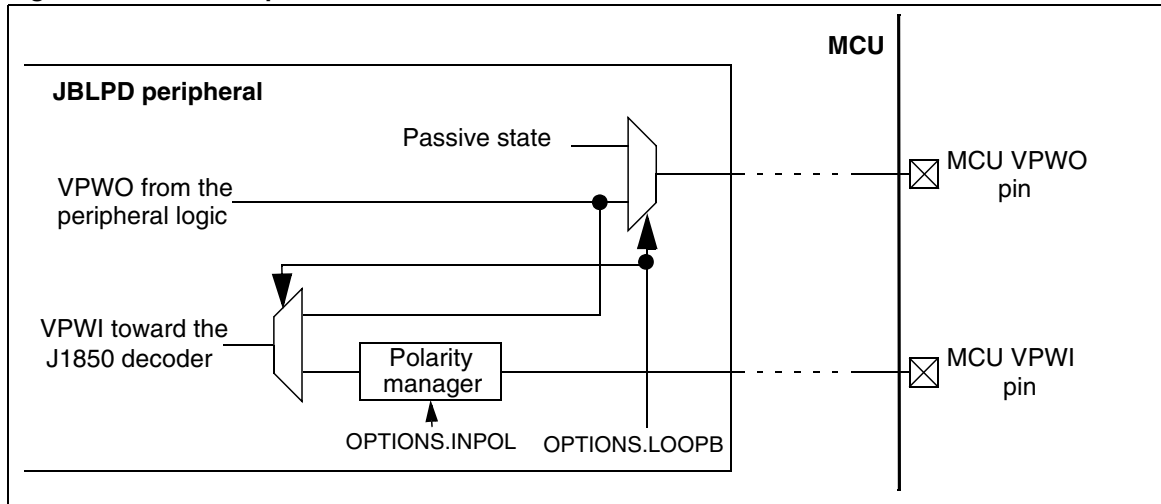 MCU
JBLPD peripheral
Passive state
VPWO from the
peripheral logic
MCU VPWO
pin
VPWI toward the
J1850 decoder
Polarity
manager
MCU VPWI
pin
OPTIONS.INPOL
OPTIONS.LOOPB